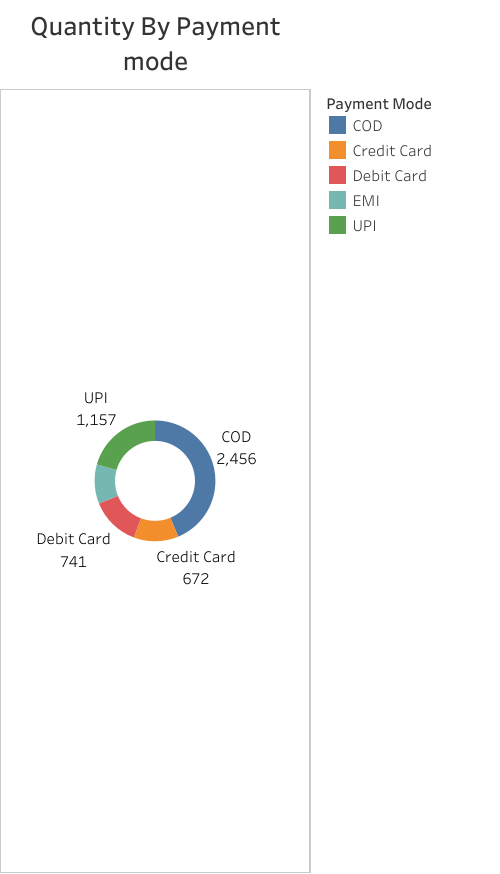 Quantity By Payment
mode
Payment Mode
COD
Credit Card
Debit Card
EMI
UPI
UPI
1,157
COD
2,456
Debit Card
741
Credit Card
672